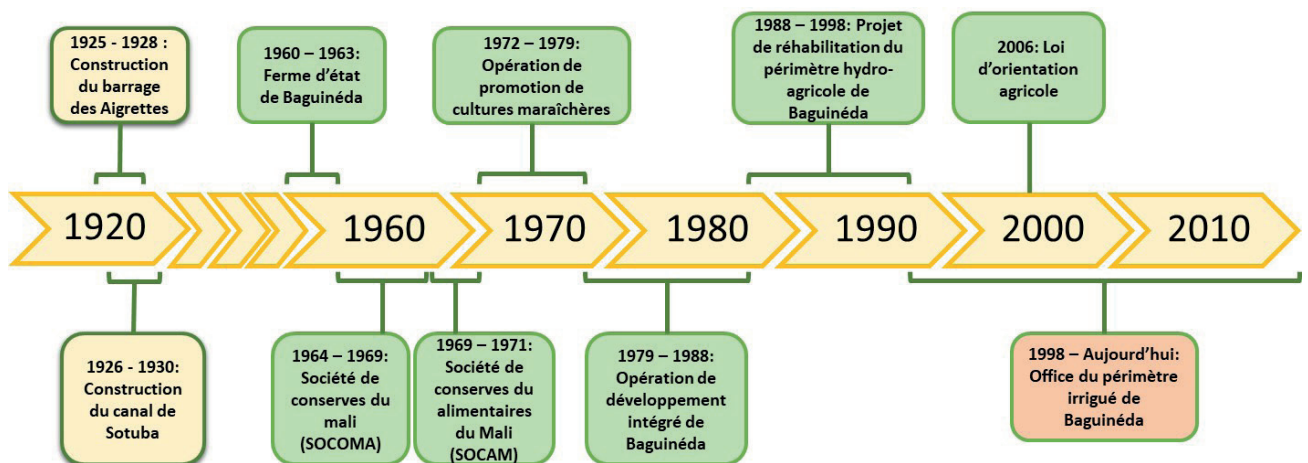 1925 - 1928 :
Construction
du barrage
des Aigrettes
1960 – 1963:
Ferme d'état
de Baguinéda
1972 – 1979:
Opération de
promotion de
cultures maraîchères
1988 – 1998: Projet
de réhabilitation du
périmètre hydro-
agricole de
Baguinéda
2006: Loi
d'orientation
agricole
1920
1960
1970
1980
1990
2000
2010
1926 - 1930:
Construction
du canal de
Sotuba
1964 – 1969:
Société de
conserves du
mali
(SOCOMA)
1969 – 1971:
Société de
conserves du
alimentaires
du Mali
(SOCAM)
1979 – 1988:
Opération de
développement
intégré de
Baguinéda
1998 – Aujourd'hui:
Office du périmètre
irrigué de
Baguinéda